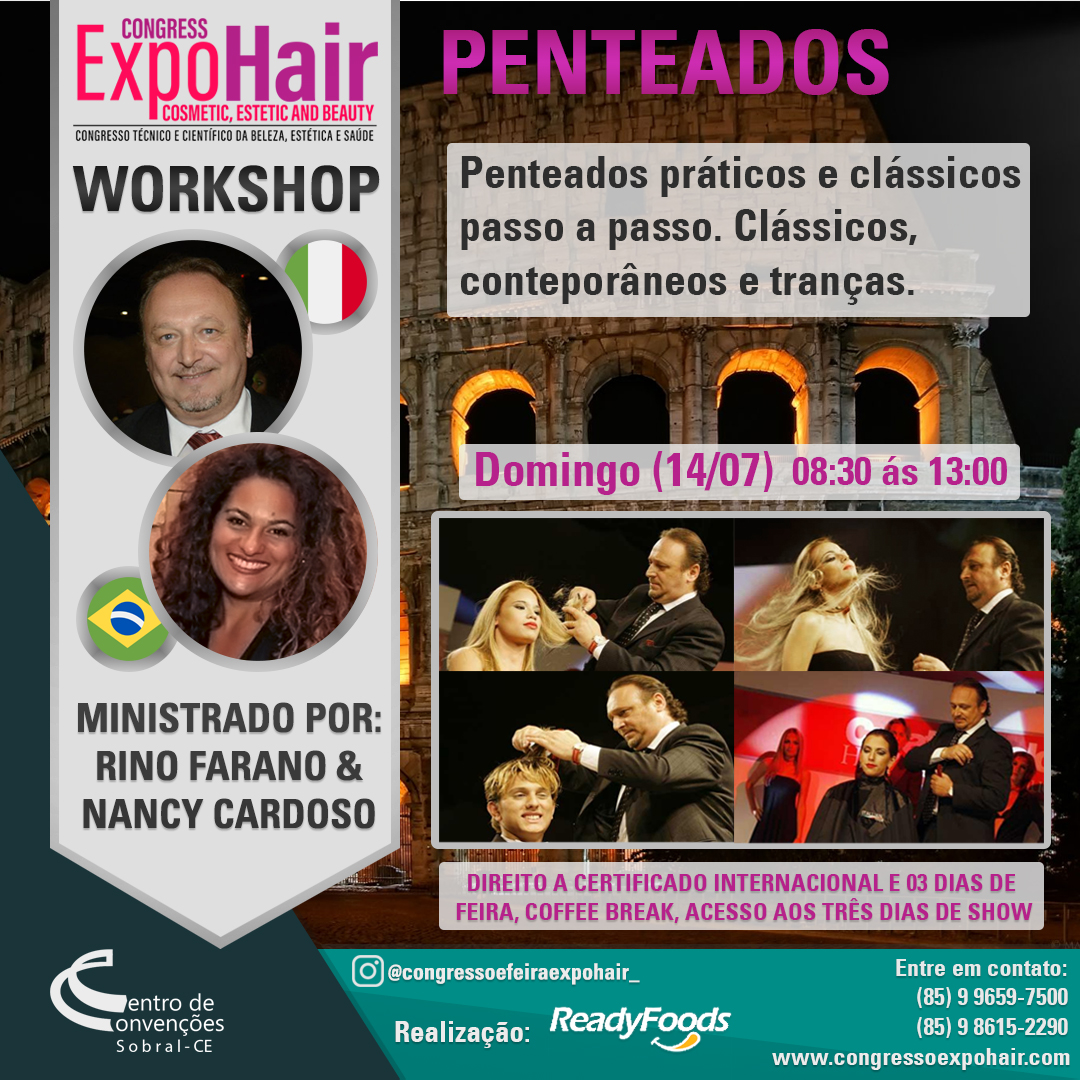 CONGRESS
ExpoHair
COSMETIC, ESTETIC AND BEAUTY
CONGRESSO TÉCNICO E CIENTÍFICO DA BELEZA, ESTÉTICA E SAÚDE
WORKSHOP
MINISTRADO POR:
RINO FARANO &
NANCY CARDOSO
PENTEADOS
Penteados práticos e clássicos
passo a passo. Clássicos,
conteporâneos e tranças.
Domingo (14/07) 08:30 ás 13:00
DIREITO A CERTIFICADO INTERNACIONAL E 03 DIAS DE
FEIRA, COFFEE BREAK, ACESSO AOS TRÊS DIAS DE SHOW
Centro de
Convenções
Sobral-CE
@congressoefeiraexpohair_
Realização: ReadyFoods
Entre em contato:
(85) 9 9659-7500
(85) 9 8615-2290
www.congressoexpohair.com